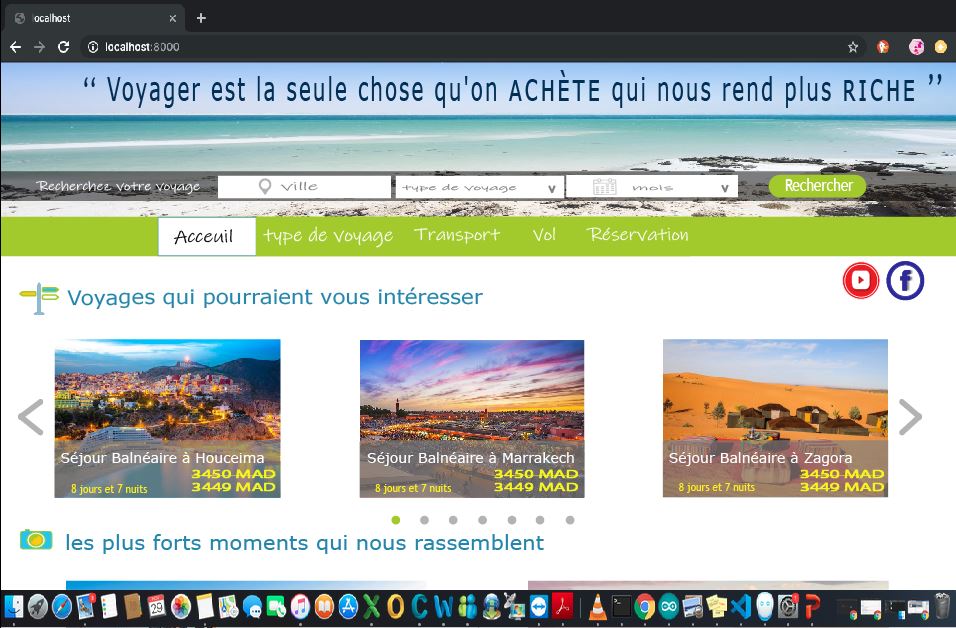 localhost
localhost:8000
“ Voyager est la seule chose qu'on ACHÈTE qui nous rend plus RICHE ”
Recherchez votre voyage
ville
type de voyage
mois
Rechercher
Acceuil
type de voyage
Transport
Vol
Réservation
Voyages qui pourraient vous intéresser
Séjour Balnéaire à Houceima
3450 MAD
8 jours et 7 nuits
3449 MAD
Séjour Balnéaire à Marrakech
3450 MAD
8 jours et 7 nuits
3449 MAD
Séjour Balnéaire à Zagora
3450 MAD
8 jours et 7 nuits
3449 MAD
les plus forts moments qui nous rassemblent
29